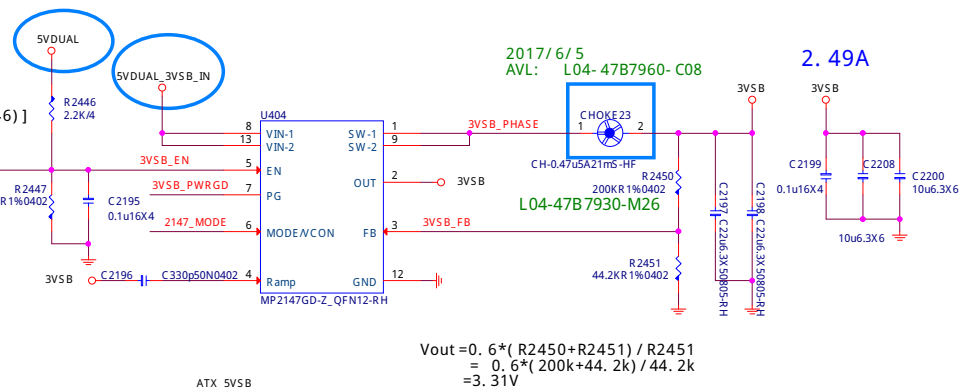 5VDUAL
5VDUAL_3VSB_IN
2017/6/5
AVL: L04-47B7960-C08
2. 49A
6) ]
R2446
2.2K/4
U404
3VSB_PHASE
CHOKE23
3VSB
3VSB
8 VIN-1
13 VIN-2
SW-1 1
SW-2 9
1 2
3VSB_EN
5 EN
CH-0.47u5A21mS-HF
C2199
0.1u16X4
C2208
C2200
10u6.3X6
3VSB_PWRGD
7 PG
OUT 2
3VSB
R2450
200KR1%0402
R2447
R1%0402
C2195
0.1u16X4
L04-47B7930-M26
C2197 C22u6.3X50805-RH
C2198 C22u6.3X50805-RH
2147_MODE
6 MODE/VCON
FB 3
3VSB_FB
10u6.3X6
3VSB
C2196
C330p50N0402
4 Ramp
GND 12
R2451
44.2KR1%0402
MP2147GD-Z_QFN12-RH
Vout =0. 6*( R2450+R2451) / R2451
= 0. 6*( 200k+44. 2k) / 44. 2k
=3. 31V
ATX 5VSB